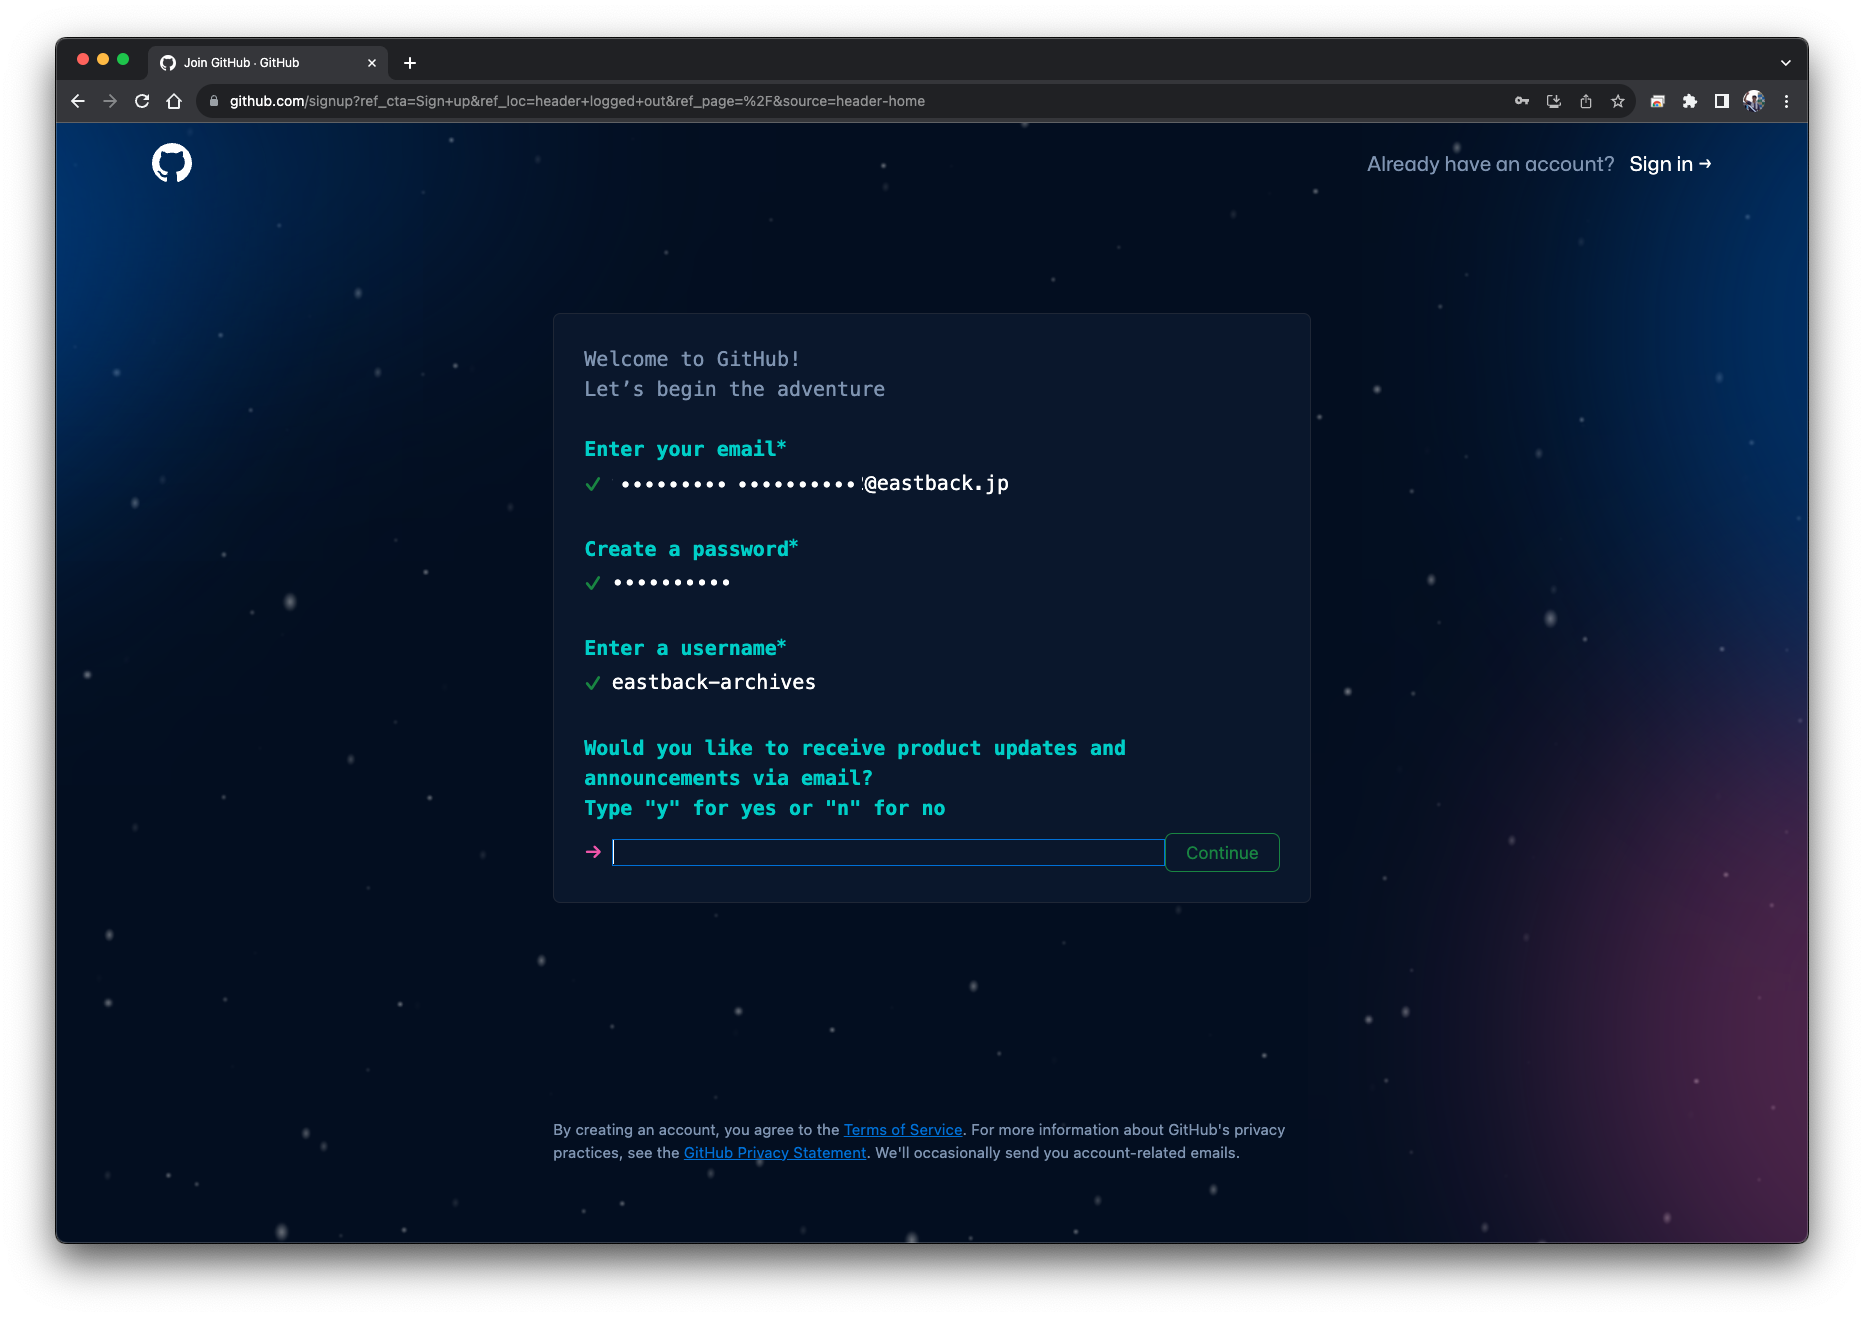 Join GitHub · GitHub
github.com/signup?ref_cta=Sign+up&ref_loc=header+logged+out&ref_page=%2F&source=header-home
Already have an account? Sign in →
Welcome to GitHub!
Let’s begin the adventure
Enter your email*
@eastback.jp
Create a password*
••••••••••
Enter a username*
eastback-archives
Would you like to receive product updates and
announcements via email?
Type "y" for yes or "n" for no
Continue
By creating an account, you agree to the Terms of Service. For more information about GitHub's privacy
practices, see the GitHub Privacy Statement. We'll occasionally send you account-related emails.